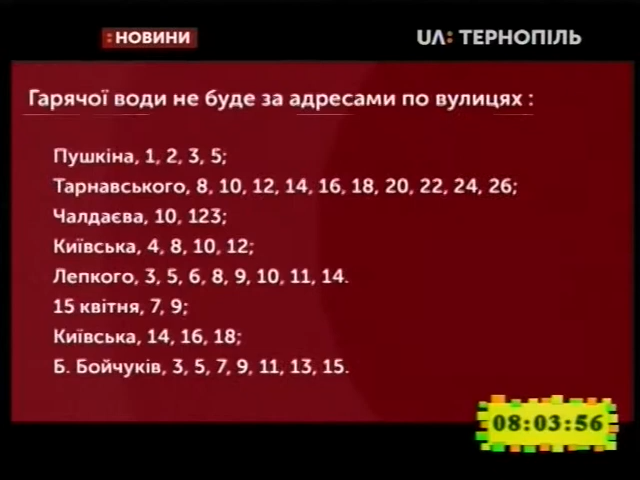 :НОВИНИ
UA: ТЕРНОПІЛЬ
Гарячої води не буде за адресами по вулицях :
Пушкіна, 1, 2, 3, 5;
Тарнавського, 8, 10, 12, 14, 16, 18, 20, 22, 24, 26;
Чалдаєва, 10, 123;
Київська, 4, 8, 10, 12;
Лепкого, 3, 5, 6, 8, 9, 10, 11, 14.
15 квітня, 7, 9;
Київська, 14, 16, 18;
Б. Бойчуків, 3, 5, 7, 9, 11, 13, 15.
08:03:56